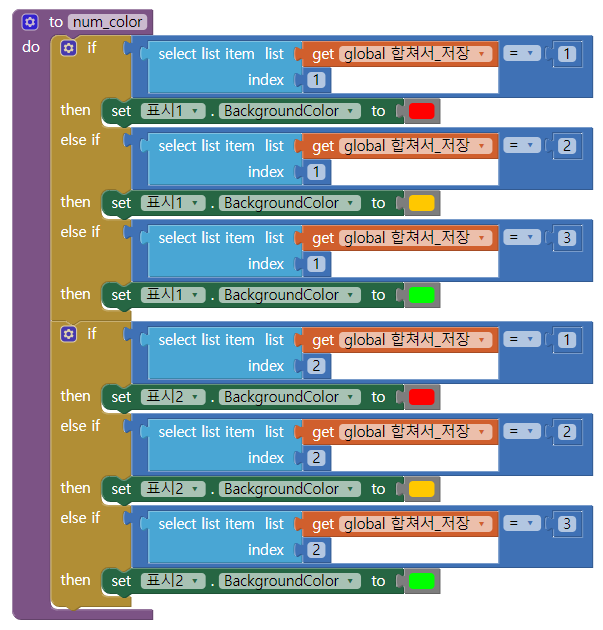 to num_color
do if select list item list get global 합쳐서_저장 = 1
index 1
then set 표시1 . BackgroundColor to
else if select list item list get global 합쳐서_저장 = 2
index 1
then set 표시1 . BackgroundColor to
else if select list item list get global 합쳐서_저장 = 3
index 1
then set 표시1 . BackgroundColor to
if select list item list get global 합쳐서_저장 = 1
index 2
then set 표시2 . BackgroundColor to
else if select list item list get global 합쳐서_저장 = 2
index 2
then set 표시2 . BackgroundColor to
else if select list item list get global 합쳐서_저장 = 3
index 2
then set 표시2 . BackgroundColor to